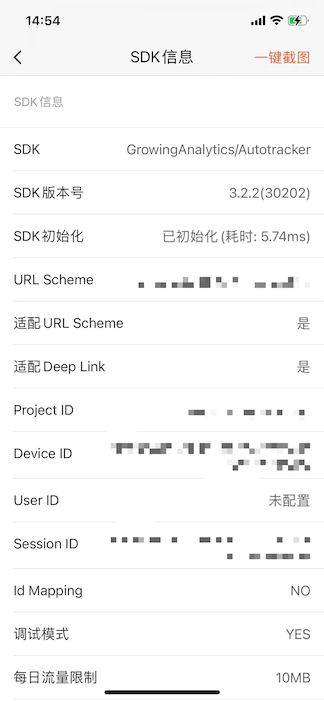 14:54
SDK信息
一键截图
SDK信息
SDK GrowingAnalytics/Autotracker
SDK版本号 3.2.2(30202)
SDK初始化 已初始化 (耗时: 5.74ms)
URL Scheme
适配URL Scheme 是
适配Deep Link 是
Project ID
Device ID
User ID 未配置
Session ID
Id Mapping NO
调试模式 YES
每日流量限制 10MB